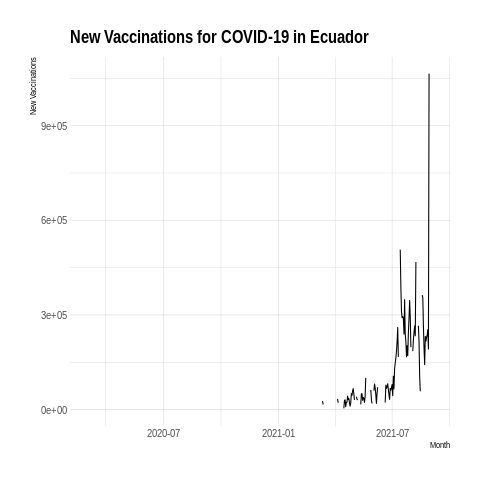 New Vaccinations for COVID-19 in Ecuador
New Vaccinations
9e+05
6e+05
3e+05
0e+00
2020-07 2021-01 2021-07
Month